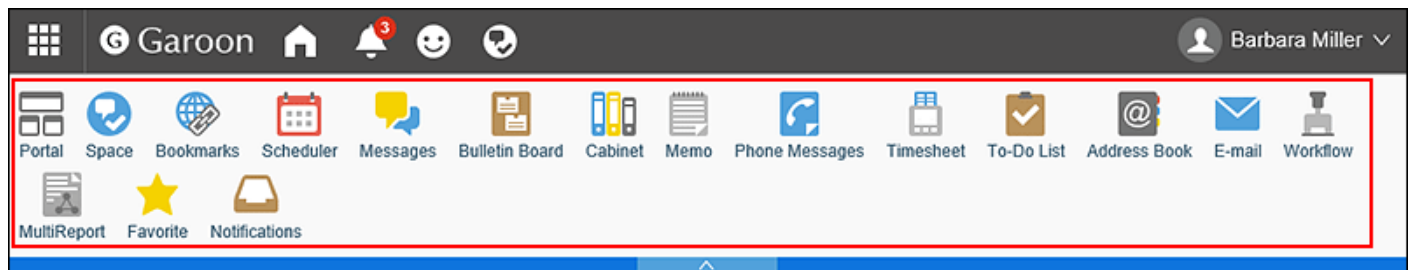 G Garoon 3 Barbara Miller
Portal Space Bookmarks Scheduler Messages Bulletin Board Cabinet Memo Phone Messages Timesheet To-Do List Address Book E-mail Workflow
MultiReport Favorite Notifications